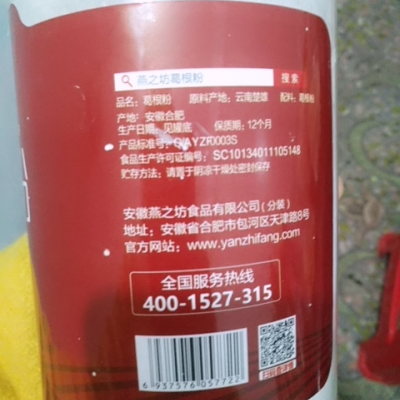 燕之坊葛根粉 搜索
品名：葛根粉 原料产地：云南楚雄 配料：葛根粉
产地：安徽合肥
生产日期：见罐底 保质期：12个月
产品标准号：Q/AYZF0003S
食品生产许可证编号：SC10134011105148
贮存方法：请置于阴凉干燥处密封保存
安徽燕之坊食品有限公司（分装）
地址：安徽省合肥市包河区天津路8号
官方网站：www.yanzhifang.com
全国服务热线
400-1527-315
6 937576 057722